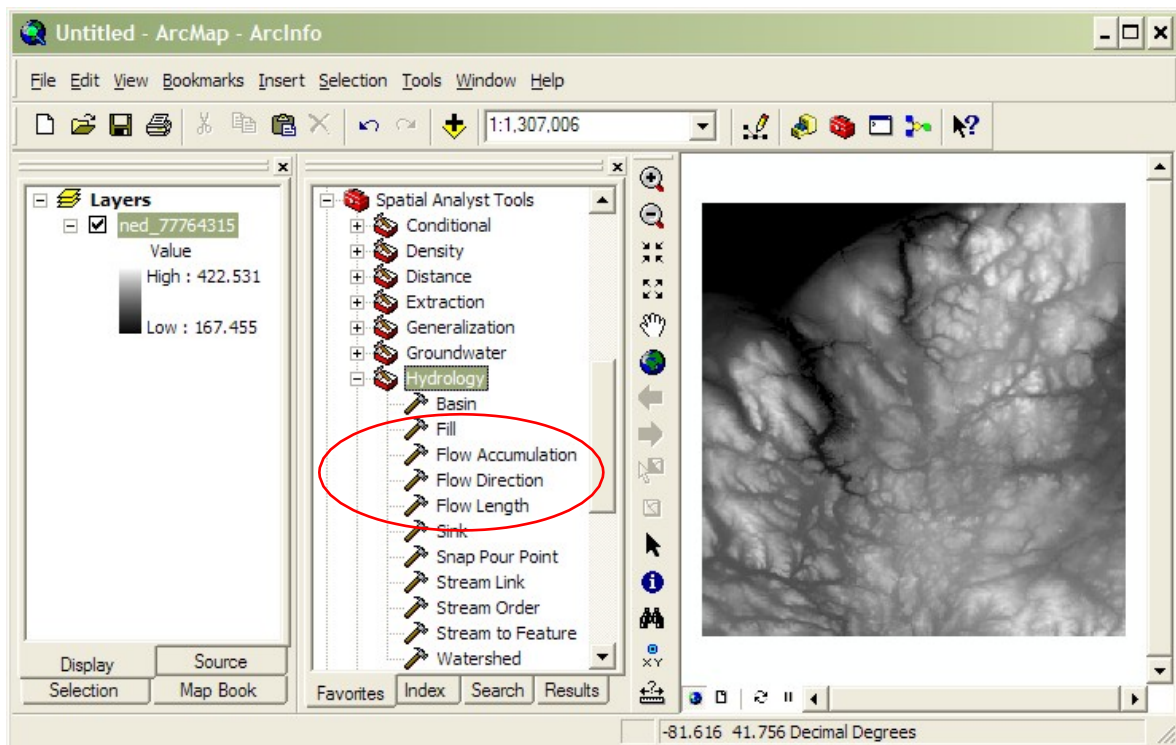 Untitled - ArcMap - ArcInfo
File Edit View Bookmarks Insert Selection Tools Window Help
1:1,307,006
Layers
ned_77764315
Value
High : 422.531
Low : 167.455
Display Source
Selection Map Book
Spatial Analyst Tools
Conditional
Density
Distance
Extraction
Generalization
Groundwater
Hydrology
Basin
Fill
Flow Accumulation
Flow Direction
Flow Length
Sink
Snap Pour Point
Stream Link
Stream Order
Stream to Feature
Watershed
Favorites Index Search Results
XY
-81.616 41.756 Decimal Degrees